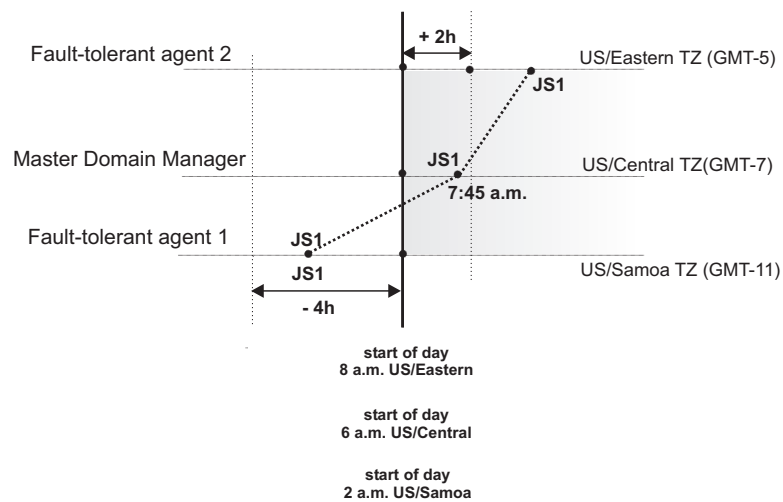 + 2h
Fault-tolerant agent 2
US/Eastern TZ (GMT-5)
JS1
Master Domain Manager
JS1
US/Central TZ(GMT-7)
7:45 a.m.
Fault-tolerant agent 1
JS1
JS1
US/Samoa TZ (GMT-11)
- 4h
start of day
8 a.m. US/Eastern
start of day
6 a.m. US/Central
start of day
2 a.m. US/Samoa